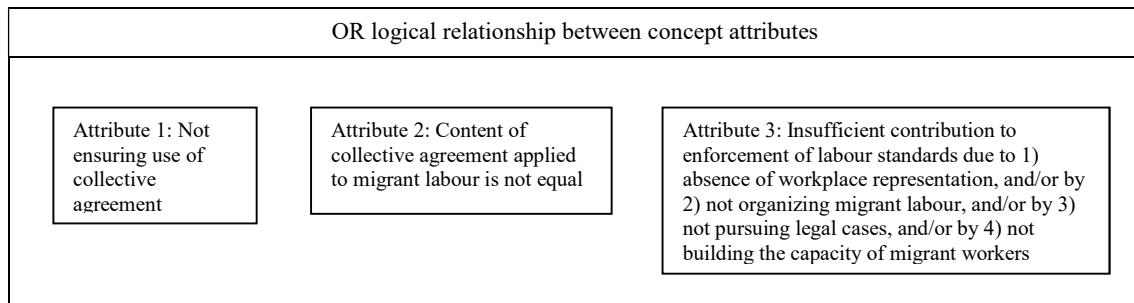 OR logical relationship between concept attributes
Attribute 1: Not
ensuring use of
collective
agreement
Attribute 2: Content of
collective agreement applied
to migrant labour is not equal
Attribute 3: Insufficient contribution to
enforcement of labour standards due to 1)
absence of workplace representation, and/or by
2) not organizing migrant labour, and/or by 3)
not pursuing legal cases, and/or by 4) not
building the capacity of migrant workers